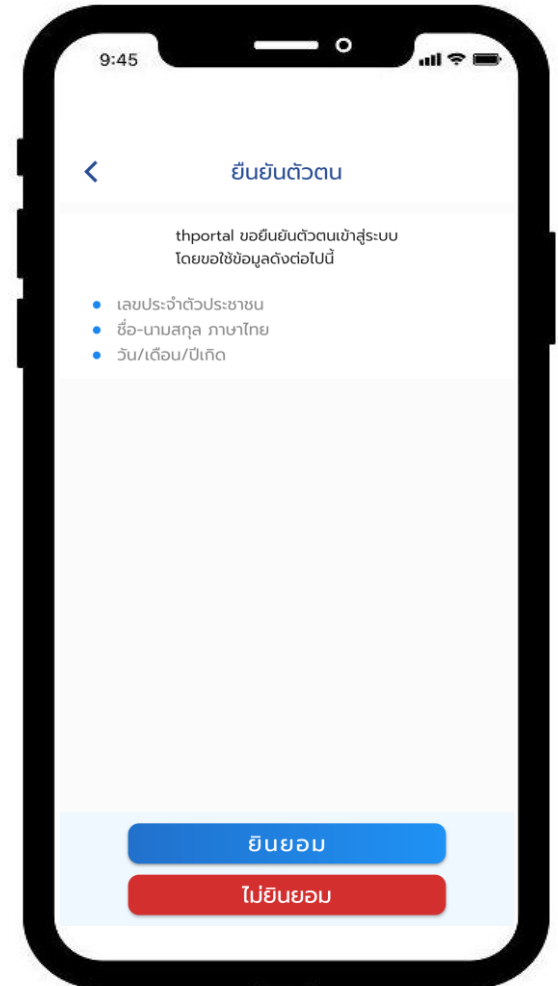 9:45
ยืนยันตัวตน
thportal ขอยืนยันตัวตนเข้าสู่ระบบ
โดยขอใช้ข้อมูลดังต่อไปนี้
เลขประจำตัวประชาชน
ชื่อ-นามสกุล ภาษาไทย
วัน/เดือน/ปีเกิด
ยินยอม
ไม่ยินยอม